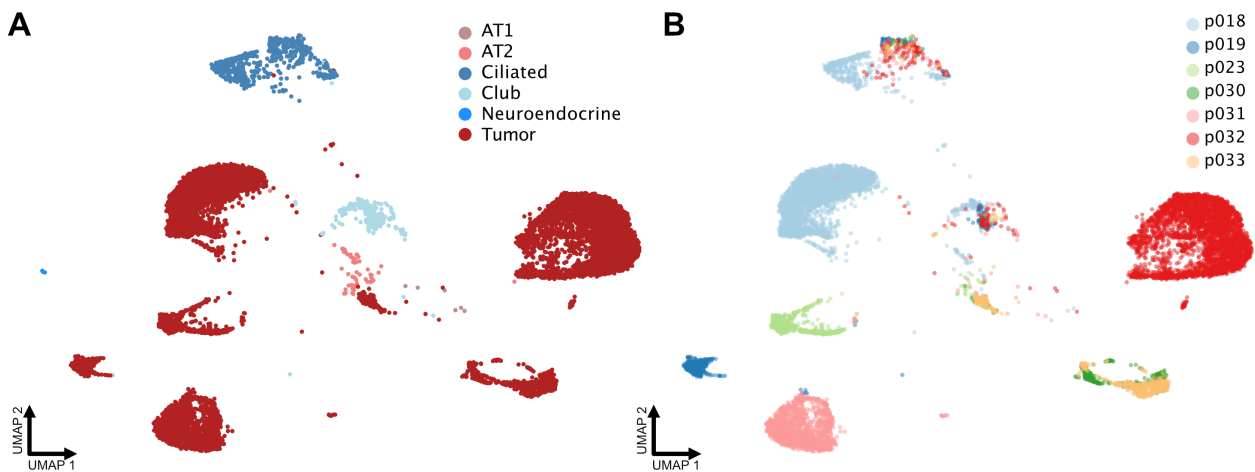 A
AT1
AT2
Ciliated
Club
Neuroendocrine
Tumor
UMAP 2
UMAP 1
B
p018
p019
p023
p030
p031
p032
p033
UMAP 2
UMAP 1